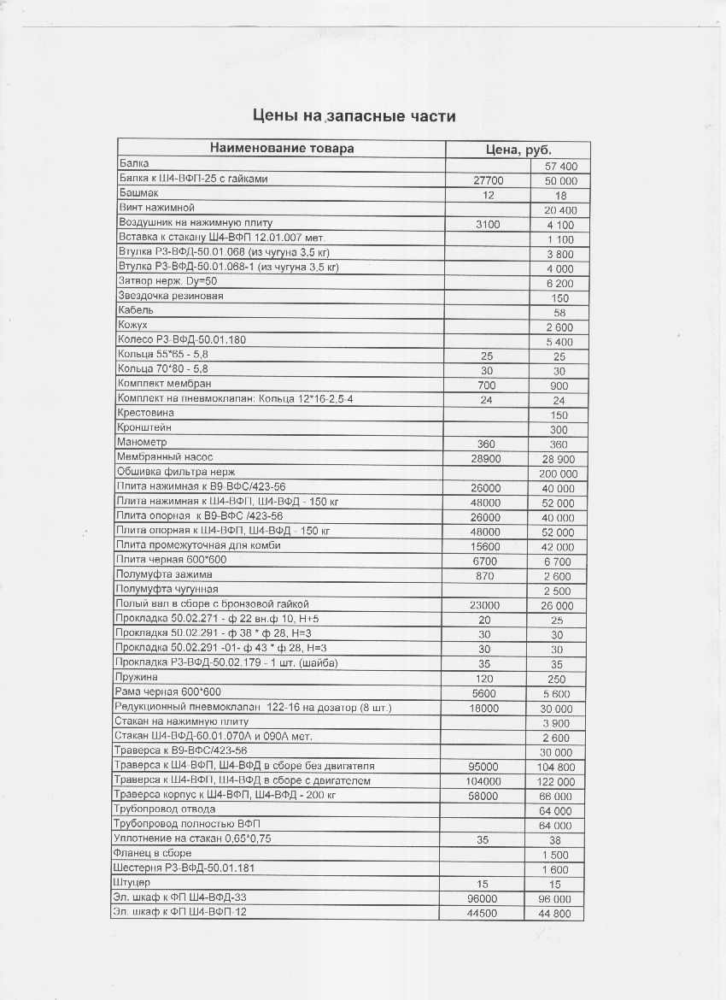 Цены на запасные части
Наименование товара Цена, руб.
Балка 57 400
Балка к Ш4-ВФП-25 с гайками 27700 50 000
Башмак 12 18
Винт нажимной 20 400
Воздушник на нажимную плиту 3100 4 100
Вставка к стакану Ш4-ВФП 12.01.007 мет. 1 100
Втулка Р3-ВФД-50.01.068 (из чугуна 3,5 кг) 3 800
Втулка Р3-ВФД-50.01.068-1 (из чугуна 3,5 кг) 4 000
Затвор нерж. Dy=50 6 200
Звездочка резиновая 150
Кабель 58
Кожух 2 600
Колесо Р3-ВФД-50.01.180 5 400
Кольца 55*65 - 5,8 25 25
Кольца 70*80 - 5,8 30 30
Комплект мембран 700 900
Комплект на пневмоклапан: Кольца 12*16-2,5-4 24 24
Крестовина 150
Кронштейн 300
Манометр 360 360
Мембранный насос 28900 28 900
Обшивка фильтра нерж 200 000
Плита нажимная к В9-ВФС/423-56 26000 40 000
Плита нажимная к Ш4-ВФП, Ш4-ВФД - 150 кг 48000 52 000
Плита опорная к В9-ВФС /423-56 26000 40 000
Плита опорная к Ш4-ВФП, Ш4-ВФД - 150 кг 48000 52 000
Плита промежуточная для комби 15600 42 000
Плита черная 600*600 6700 6 700
Полумуфта зажима 870 2 600
Полумуфта чугунная 2 500
Полый вал в сборе с бронзовой гайкой 23000 26 000
Прокладка 50.02.271 - ф 22 вн.ф 10, Н+5 20 25
Прокладка 50.02.291 - ф 38 * ф 28, Н=3 30 30
Прокладка 50.02.291 -01- ф 43 * ф 28, Н=3 30 30
Прокладка Р3-ВФД-50.02.179 - 1 шт. (шайба) 35 35
Пружина 120 250
Рама черная 600*600 5600 5 600
Редукционный пневмоклапан 122-16 на дозатор (8 шт.) 18000 30 000
Стакан на нажимную плиту 3 900
Стакан Ш4-ВФД-60.01.070А и 090А мет. 2 600
Траверса к В9-ВФС/423-56 30 000
Траверса к Ш4-ВФП, Ш4-ВФД в сборе без двигателя 95000 104 800
Траверса к Ш4-ВФП, Ш4-ВФД в сборе с двигателем 104000 122 000
Траверса корпус к Ш4-ВФП, Ш4-ВФД - 200 кг 58000 66 000
Трубопровод отвода 64 000
Трубопровод полностью ВФП 64 000
Уплотнение на стакан 0,65*0,75 35 38
Фланец в сборе 1 500
Шестерня Р3-ВФД-50.01.181 1 600
Штуцер 15 15
Эл. шкаф к ФП Ш4-ВФД-33 96000 96 000
Эл. шкаф к ФП Ш4-ВФП-12 44500 44 800